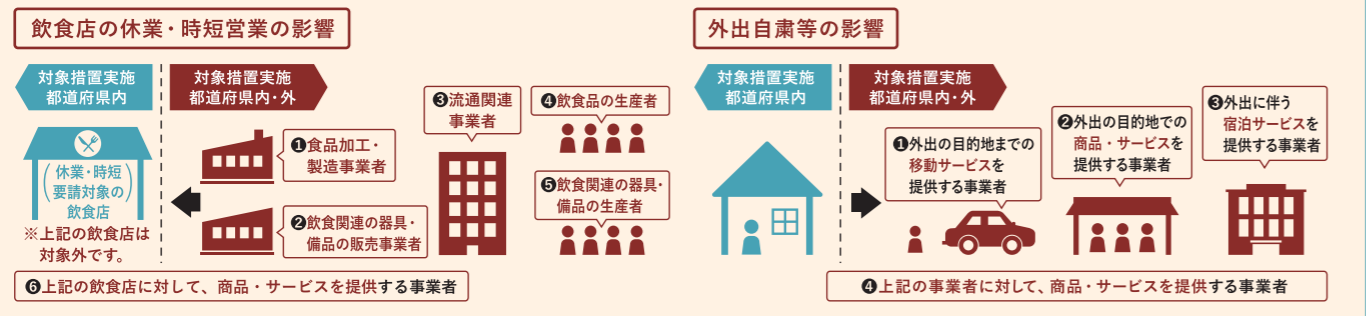 飲食店の休業・時短営業の影響
対象措置実施
都道府県内
対象措置実施
都道府県内・外
(休業・時短
要請対象の)
飲食店
※上記の飲食店は
対象外です。
❶食品加工・
製造事業者
❷飲食関連の器具・
備品の販売事業者
❸流通関連
事業者
❹飲食品の生産者
❺飲食関連の器具・
備品の生産者
❻上記の飲食店に対して、商品・サービスを提供する事業者
外出自粛等の影響
対象措置実施
都道府県内
対象措置実施
都道府県内・外
❶外出の目的地までの
移動サービスを
提供する事業者
❷外出の目的地での
商品・サービスを
提供する事業者
❸外出に伴う
宿泊サービスを
提供する事業者
❹上記の事業者に対して、商品・サービスを提供する事業者